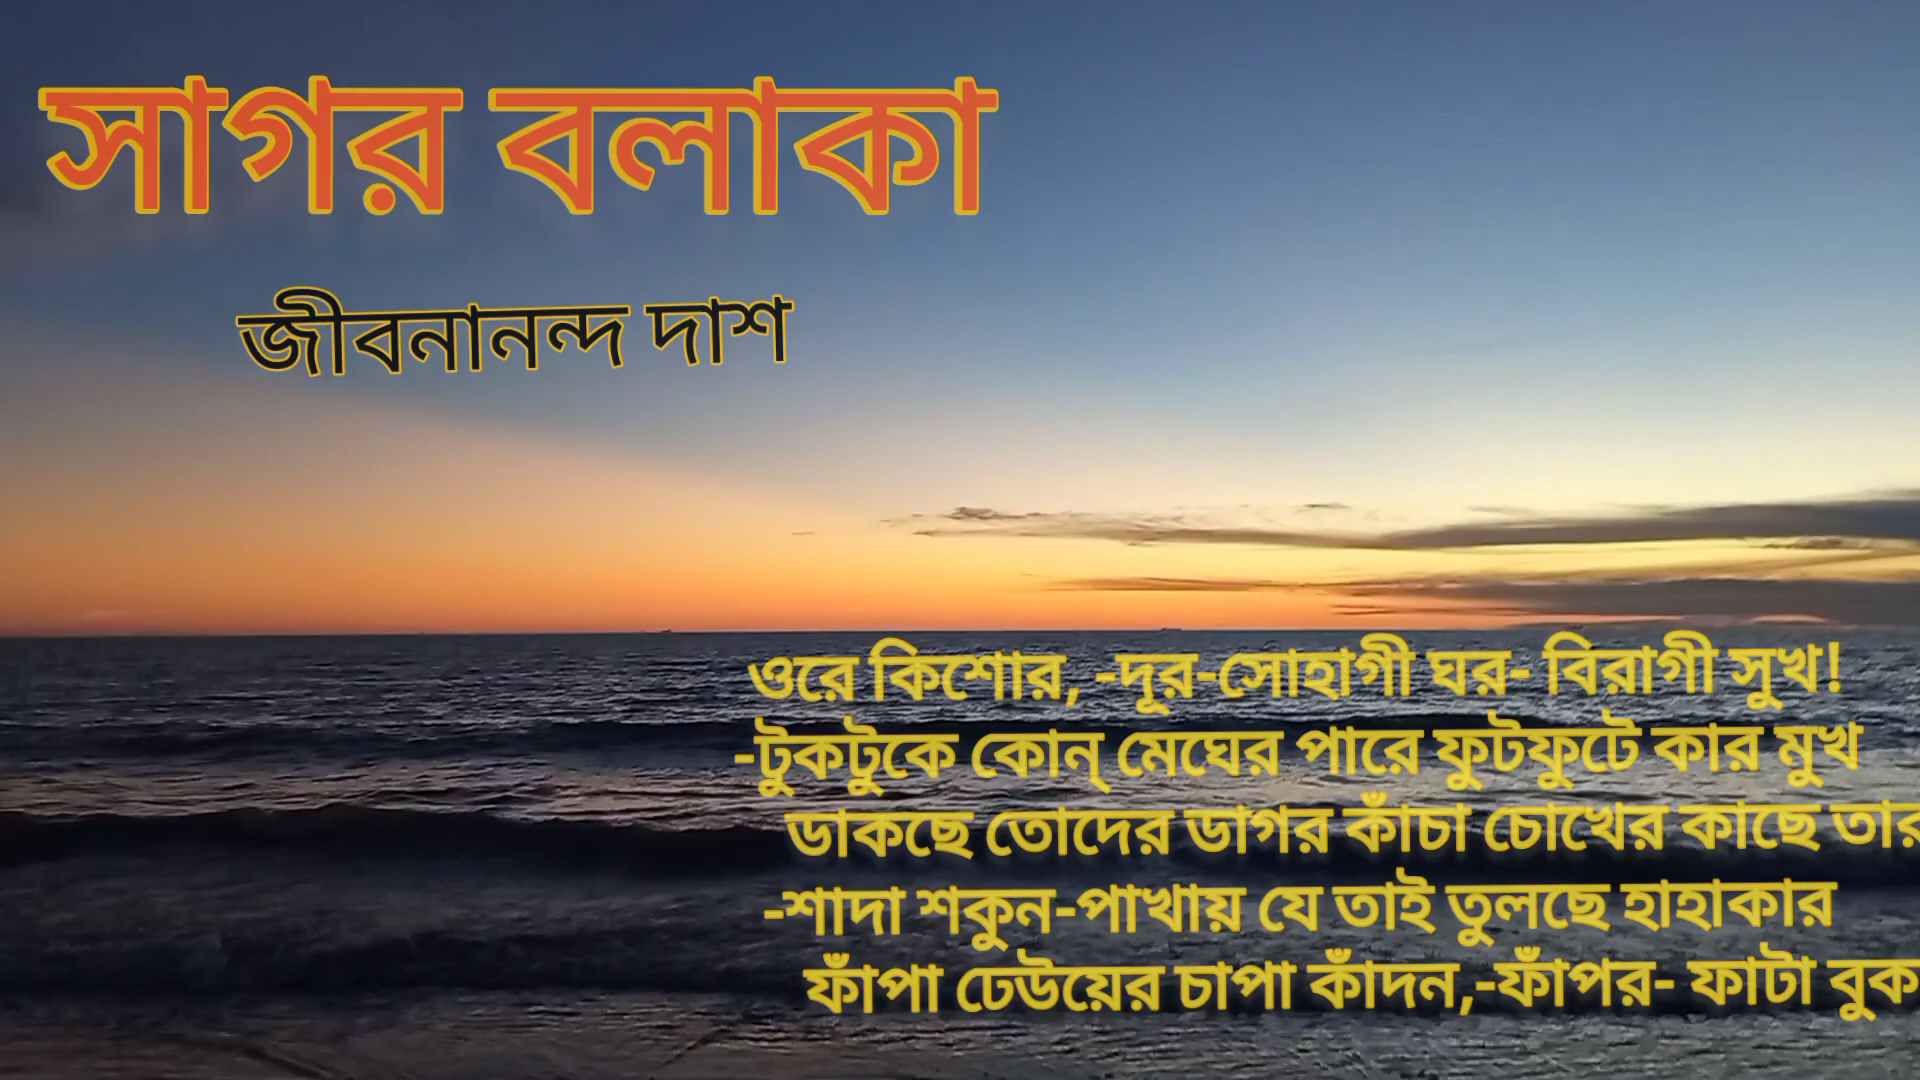 সাগর বলাকা
জীবনানন্দ দাশ
ওরে কিশোর, -দূর-সোহাগী ঘর- বিরাগী সুখ!
-টুকটুকে কোন্ মেঘের পারে ফুটফুটে কার মুখ
ডাকছে তোদের ডাগর কাঁচা চোখের কাছে তার
-শাদা শকুন-পাখায় যে তাই তুলছে হাহাকার
ফাঁপা ঢেউয়ের চাপা কাঁদন,-ফাঁপর- ফাটা বুক